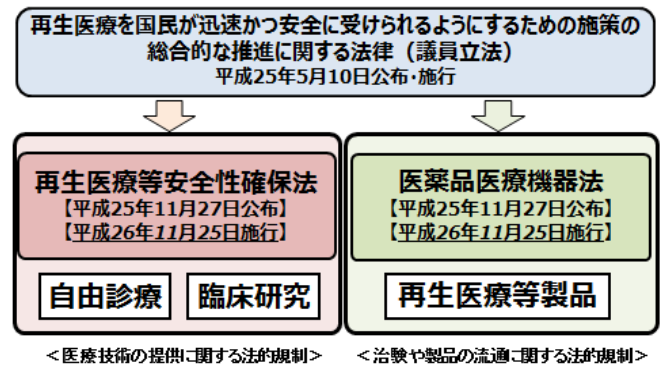 再生医療を国民が迅速かつ安全に受けられるようにするための施策の
総合的な推進に関する法律（議員立法）
平成25年5月10日公布・施行
再生医療等安全性確保法
【平成25年11月27日公布】
【平成26年11月25日施行】
自由診療
臨床研究
＜医療技術の提供に関する法的規制＞
医薬品医療機器法
【平成25年11月27日公布】
【平成26年11月25日施行】
再生医療等製品
＜治験や製品の流通に関する法的規制＞